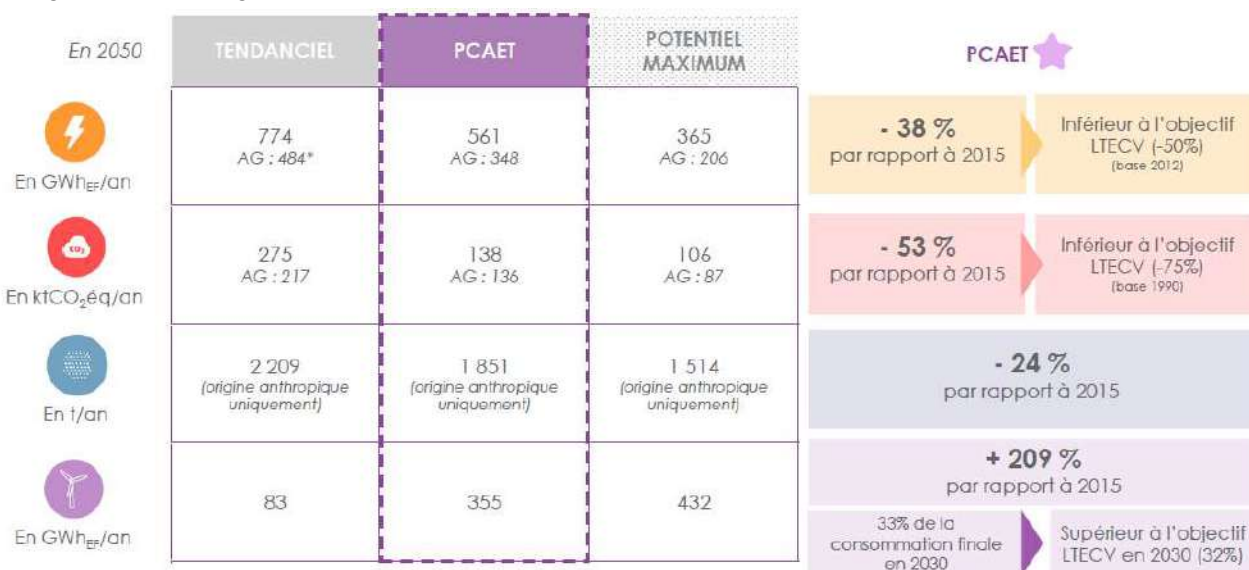 En 2050
TENDANCIEL
PCAET
POTENTIEL
MAXIMUM
PCAET
En GWhEF/an
774
AG : 484*
561
AG : 348
365
AG : 206
- 38 %
par rapport à 2015
Inférieur à l'objectif
LTECV (-50%)
(base 2012)
CO₂
En ktCO₂éq/an
275
AG : 217
138
AG : 136
106
AG : 87
- 53 %
par rapport à 2015
Inférieur à l'objectif
LTECV (-75%)
(base 1990)
En t/an
2 209
(origine anthropique
uniquement)
1 851
(origine anthropique
uniquement)
1 514
(origine anthropique
uniquement)
- 24 %
par rapport à 2015
En GWhEF/an
83
355
432
+ 209 %
par rapport à 2015
33% de la
consommation finale
en 2030
Supérieur à l'objectif
LTECV en 2030 (32%)